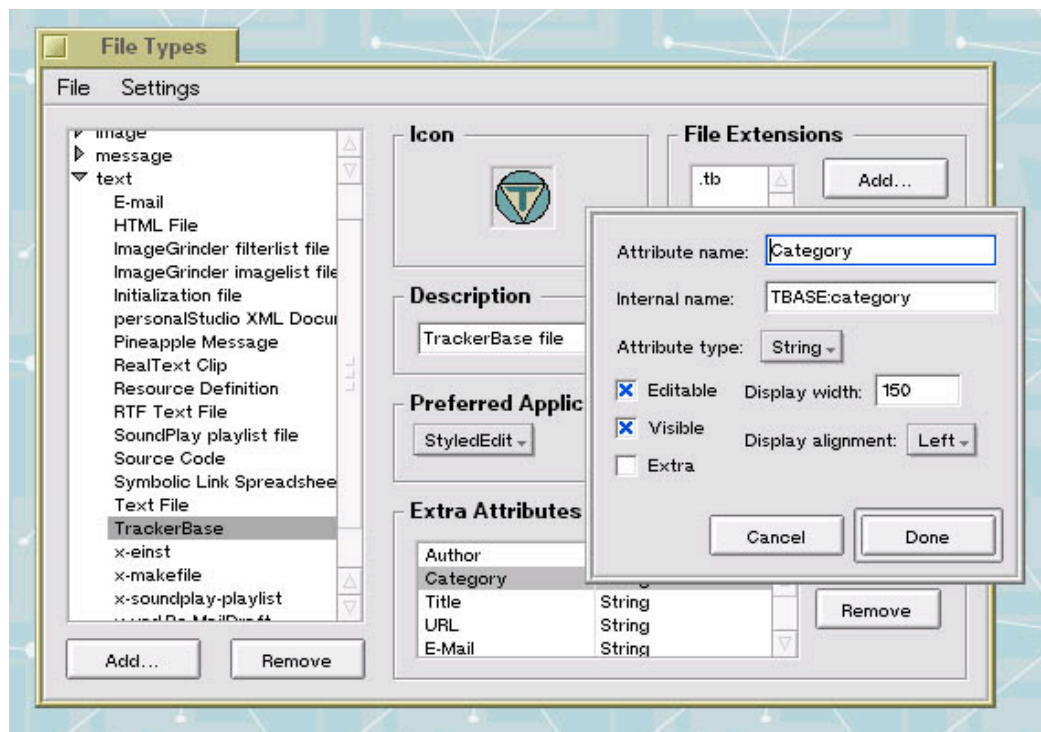 File Types
File Settings
image
message
text
E-mail
HTML File
ImageGrinder filterlist file
ImageGrinder imagelist file
Initialization file
personalStudio XML Docu
Pineapple Message
RealText Clip
Resource Definition
RTF Text File
SoundPlay playlist file
Source Code
Symbolic Link Spreadshee
Text File
TrackerBase
x-einst
x-makefile
x-soundplay-playlist
Add...
Remove
Icon
T
File Extensions
.tb
Add...
Description
TrackerBase file
Preferred Applic
StyledEdit
Extra Attributes
Author
Category
Title String
URL String
E-Mail String
Remove
Attribute name: Category
Internal name: TBASE:category
Attribute type: String
Editable Display width: 150
Visible Display alignment: Left
Extra
Cancel Done